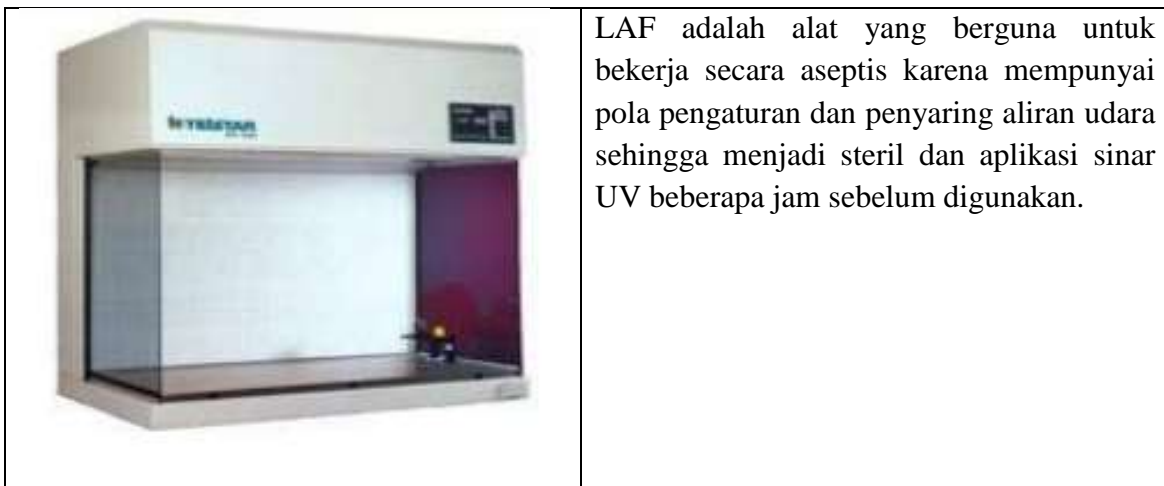 LAF adalah alat yang berguna untuk
bekerja secara aseptis karena mempunyai
pola pengaturan dan penyaring aliran udara
sehingga menjadi steril dan aplikasi sinar
UV beberapa jam sebelum digunakan.